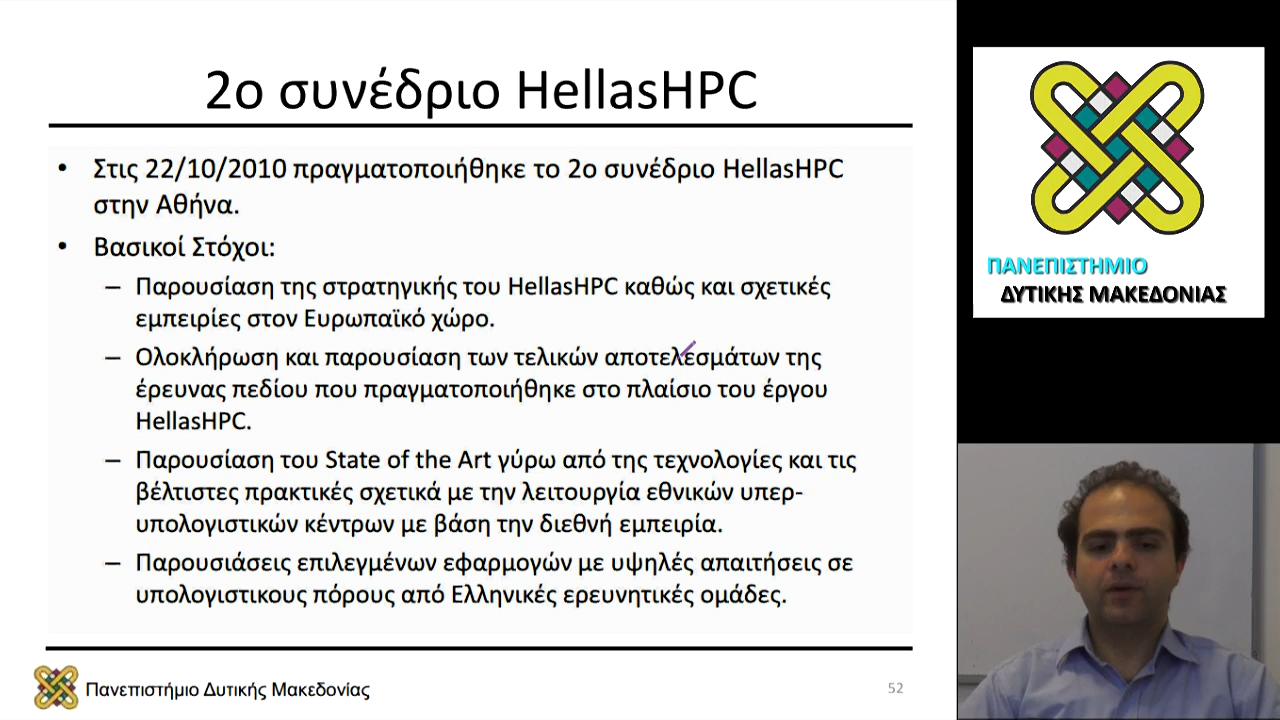 2ο συνέδριο HellasHPC
• Στις 22/10/2010 πραγματοποιήθηκε το 2ο συνέδριο HellasHPC
στην Αθήνα.
• Βασικοί Στόχοι:
– Παρουσίαση της στρατηγικής του HellasHPC καθώς και σχετικές
εμπειρίες στον Ευρωπαϊκό χώρο.
– Ολοκλήρωση και παρουσίαση των τελικών αποτελεσμάτων της
έρευνας πεδίου που πραγματοποιήθηκε στο πλαίσιο του έργου
HellasHPC.
– Παρουσίαση του State of the Art γύρω από της τεχνολογίες και τις
βέλτιστες πρακτικές σχετικά με την λειτουργία εθνικών υπερ-
υπολογιστικών κέντρων με βάση την διεθνή εμπειρία.
– Παρουσιάσεις επιλεγμένων εφαρμογών με υψηλές απαιτήσεις σε
υπολογιστικους πόρους από Ελληνικές ερευνητικές ομάδες.
Πανεπιστήμιο Δυτικής Μακεδονίας
52
ΠΑΝΕΠΙΣΤΗΜΙΟ
ΔΥΤΙΚΗΣ ΜΑΚΕΔΟΝΙΑΣ